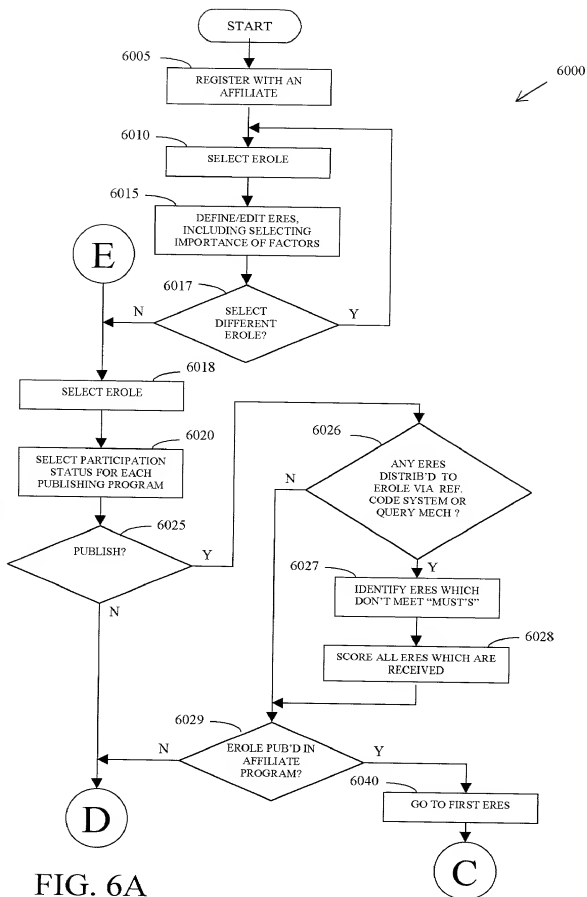 START
6005
REGISTER WITH AN
AFFILIATE
6000
6010
SELECT EROLE
6015
DEFINE/EDIT ERES,
INCLUDING SELECTING
IMPORTANCE OF FACTORS
E
6017
N
SELECT
DIFFERENT
EROLE?
Y
6018
SELECT EROLE
6020
SELECT PARTICIPATION
STATUS FOR EACH
PUBLISHING PROGRAM
6025
PUBLISH?
Y
N
6026
N
ANY ERES
DISTRIB'D TO
EROLE VIA REF.
CODE SYSTEM OR
QUERY MECH ?
Y
6027
IDENTIFY ERES WHICH
DON'T MEET “MUST'S”
6028
SCORE ALL ERES WHICH ARE
RECEIVED
6029
N
EROLE PUB'D IN
AFFILIATE
PROGRAM?
Y
6040
GO TO FIRST ERES
D
C
FIG. 6A